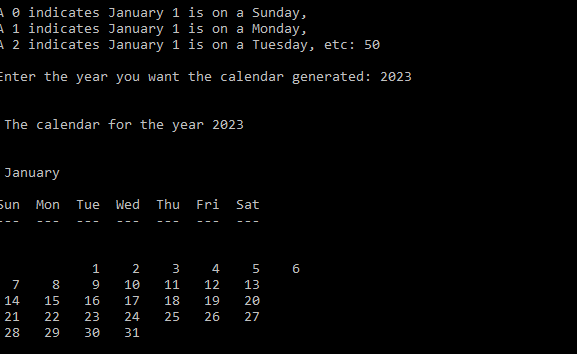 A 0 indicates January 1 is on a Sunday,
A 1 indicates January 1 is on a Monday,
A 2 indicates January 1 is on a Tuesday, etc: 50
Enter the year you want the calendar generated: 2023
The calendar for the year 2023
January
Sun Mon Tue Wed Thu Fri Sat
--- --- --- --- --- --- ---
1 2 3 4 5 6
7 8 9 10 11 12 13
14 15 16 17 18 19 20
21 22 23 24 25 26 27
28 29 30 31